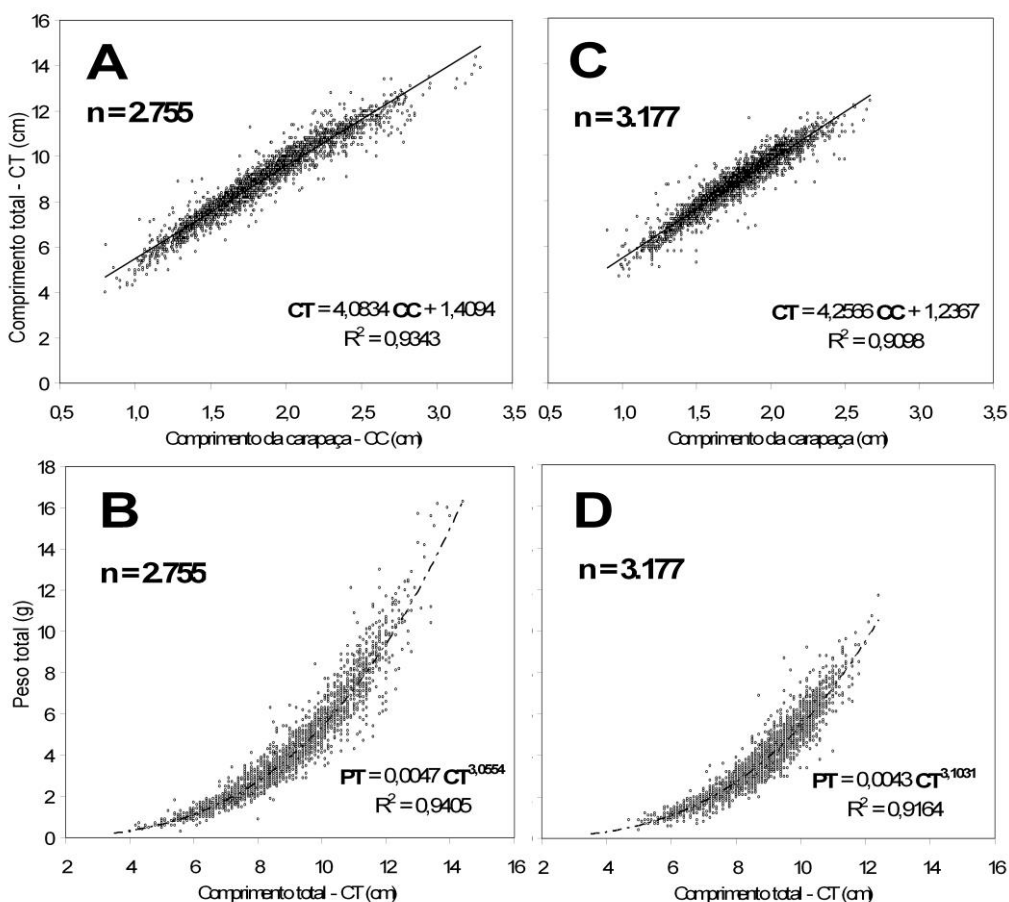 A
n = 2.755
CT = 4,0834 CC + 1,4094
R² = 0,9343
Comprimento total - CT (cm)
16
14
12
10
8
6
4
2
0
0,5 1,0 1,5 2,0 2,5 3,0 3,5
Comprimento da carapaça - CC (cm)
C
n = 3.177
CT = 4,2566 CC + 1,2367
R² = 0,9098
0,5 1,0 1,5 2,0 2,5 3,0 3,5
Comprimento da carapaça (cm)
B
n = 2.755
PT = 0,0047 CT^3,0554
R² = 0,9405
Peso total (g)
18
16
14
12
10
8
6
4
2
0
2 4 6 8 10 12 14 16
Comprimento total - CT (cm)
D
n = 3.177
PT = 0,0043 CT^3,1031
R² = 0,9164
2 4 6 8 10 12 14 16
Comprimento total - CT (cm)